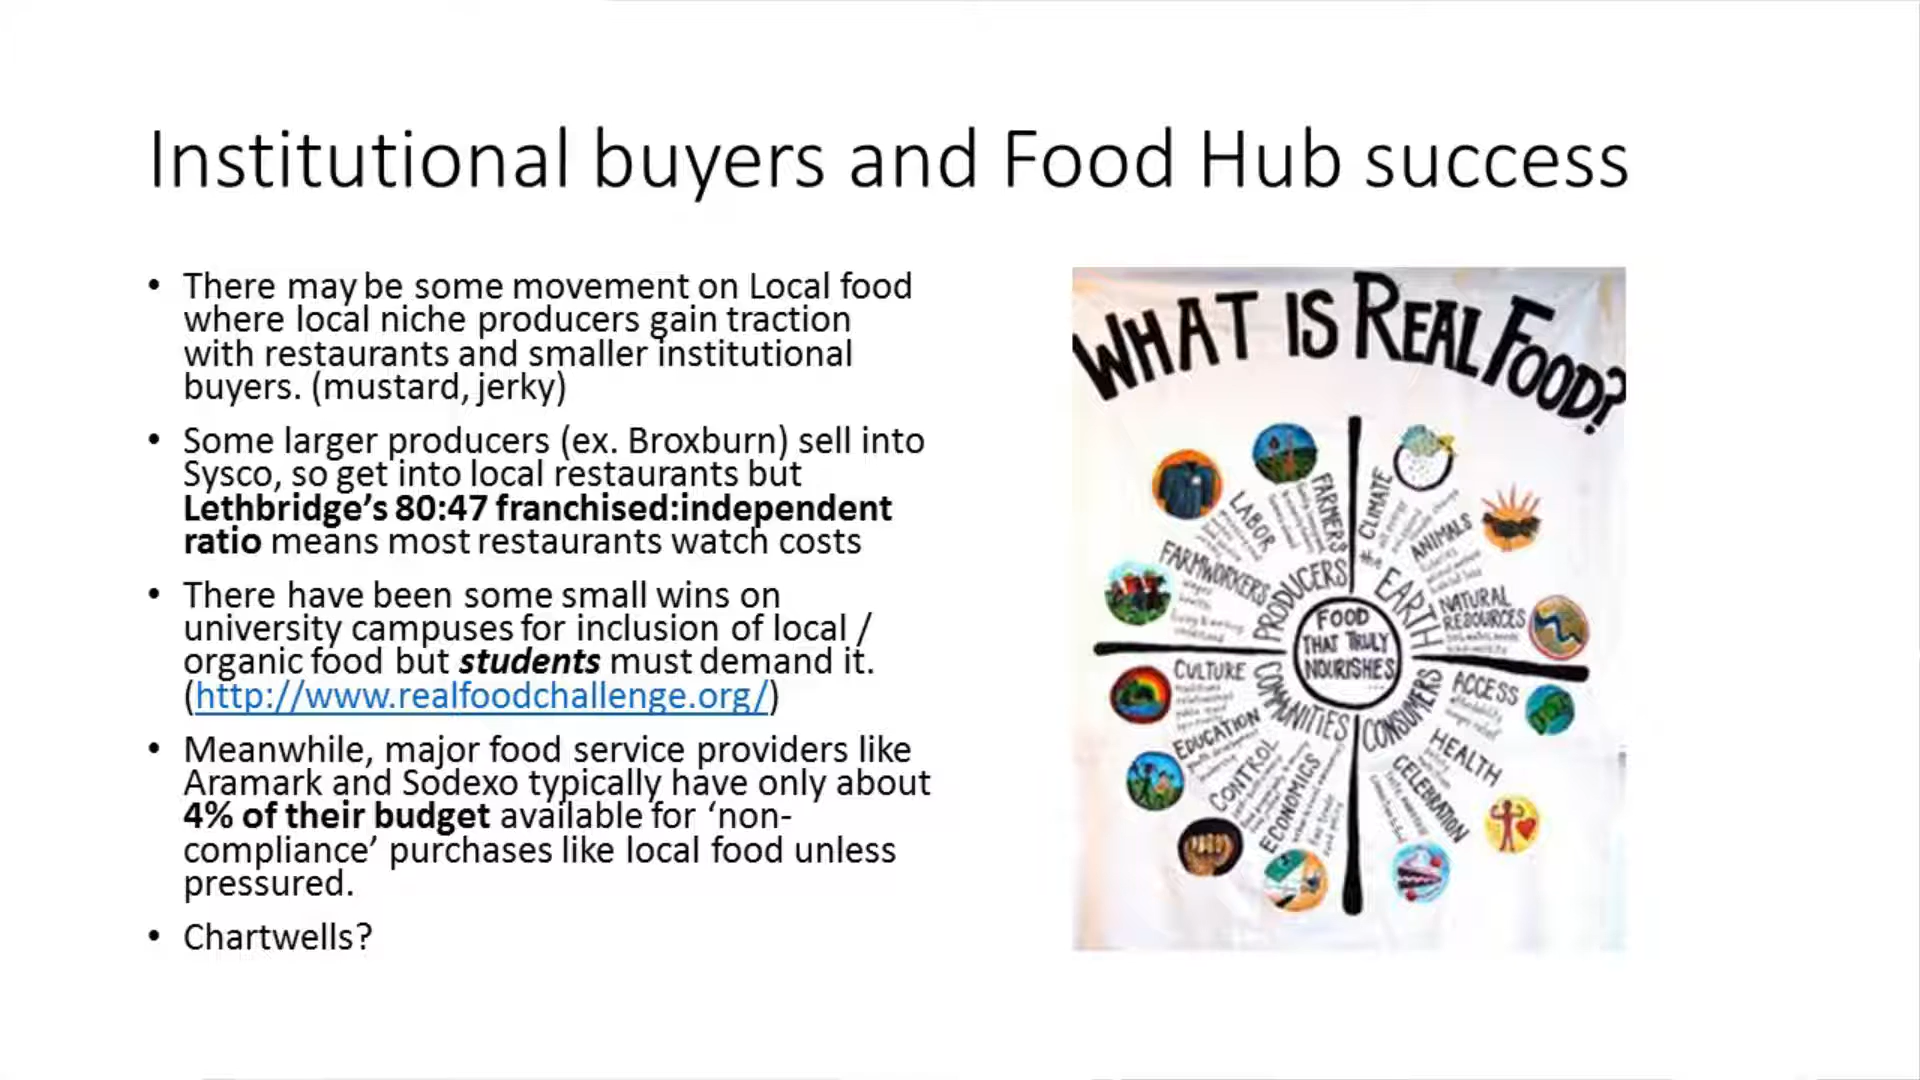 Institutional buyers and Food Hub success
• There may be some movement on Local food
where local niche producers gain traction
with restaurants and smaller institutional
buyers. (mustard, jerky)
• Some larger producers (ex. Broxburn) sell into
Sysco, so get into local restaurants but
Lethbridge's 80:47 franchised:independent
ratio means most restaurants watch costs
• There have been some small wins on
university campuses for inclusion of local /
organic food but students must demand it.
(http://www.realfoodchallenge.org/)
• Meanwhile, major food service providers like
Aramark and Sodexo typically have only about
4% of their budget available for ‘non-
compliance’ purchases like local food unless
pressured.
• Chartwells?
WHAT IS REAL FOOD?
FOOD
THAT TRULY
NOURISHES
PRODUCERS
FARMERS
LABOR
FARMWORKERS
the EARTH
CLIMATE
ANIMALS
NATURAL
RESOURCES
CONSUMERS
ACCESS
HEALTH
CELEBRATION
COMMUNITIES
CULTURE
EDUCATION
CONTROL
ECONOMICS